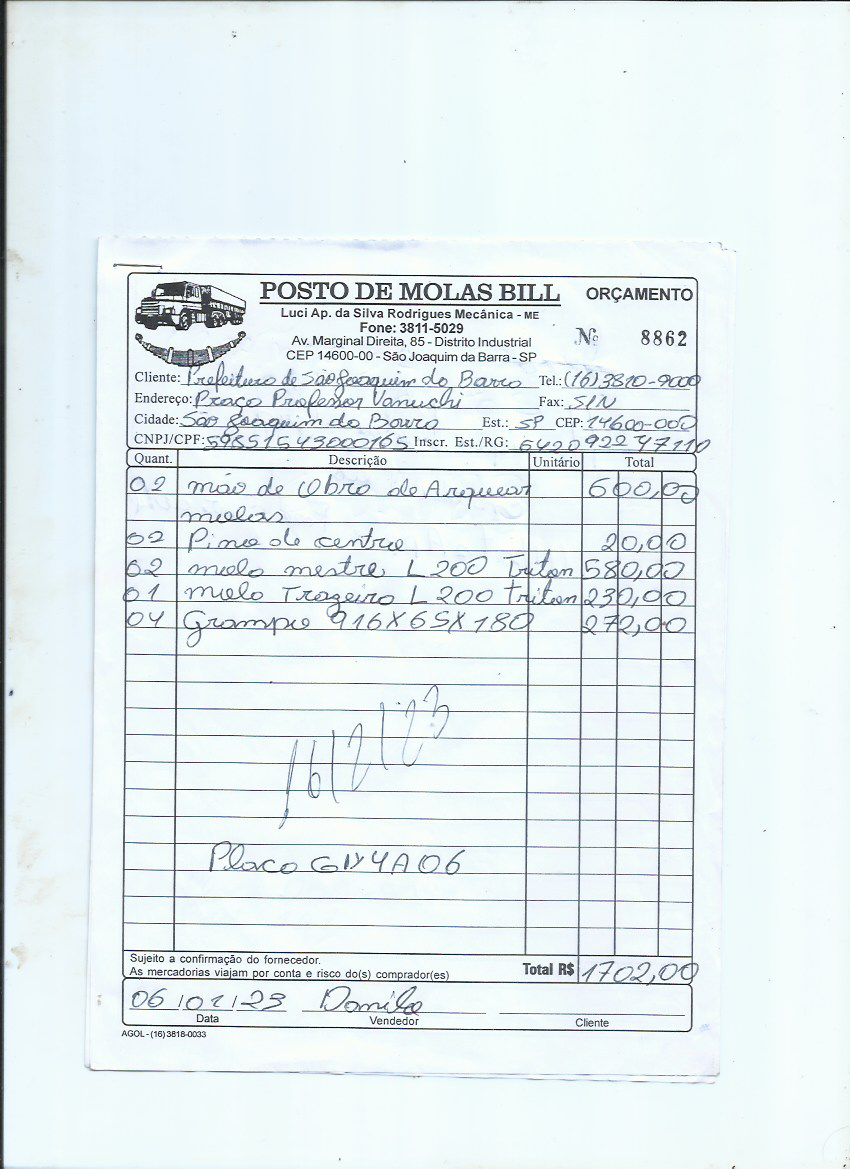 POSTO DE MOLAS BILL
ORÇAMENTO
Luci Ap. da Silva Rodrigues Mecânica - ME
Fone: 3811-5029
Nº 8862
Av. Marginal Direita, 85 - Distrito Industrial
CEP 14600-00 - São Joaquim da Barra - SP
Cliente: Prefeitura de São Joaquim da Barra Tel.: (16) 3810-9000
Endereço: Praça Professor Vanuchi Fax: S/N
Cidade: São Joaquim da Barra Est.: SP CEP: 14600-000
CNPJ/CPF: 59851543000165 Inscr. Est./RG: 642092247110
Quant. Descrição Unitário Total
02 mão de Obra de Arquear 600,00
molas
02 Pino de centro 20,00
02 mola mestre L 200 Triton 580,00
01 mola Trazeira L 200 triton 230,00
04 Grampo 916X65X180 272,00
16/2/23
Placa 4A06
Sujeito a confirmação do fornecedor.
As mercadorias viajam por conta e risco do(s) comprador(es)
Total R$ 1702,00
06 / 02 / 23 Danilo
Data Vendedor Cliente
AGOL - (16) 3818-0033